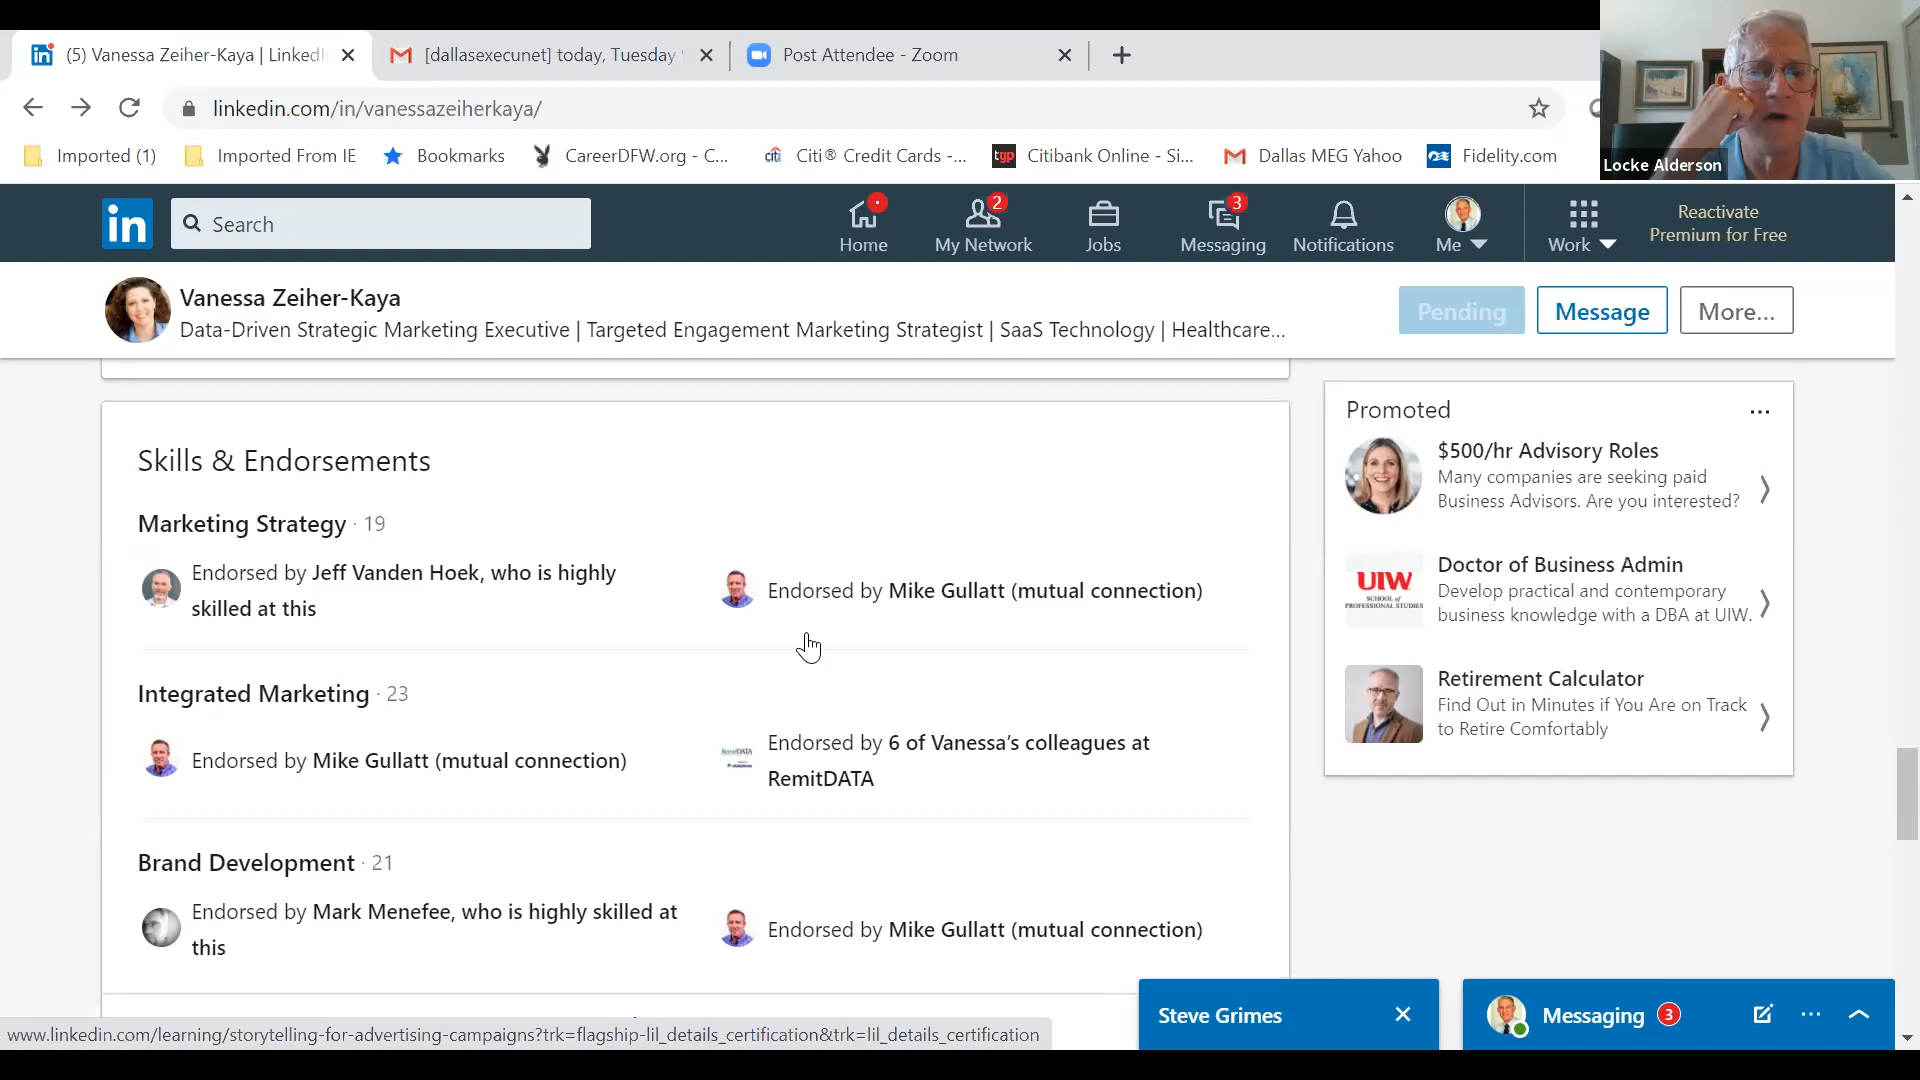 (5) Vanessa Zeiher-Kaya | LinkedI
[dallasexecunet] today, Tuesday
Post Attendee - Zoom
linkedin.com/in/vanessazeiherkaya/
Imported (1)
Imported From IE
Bookmarks
CareerDFW.org - C...
citi
Citi® Credit Cards -...
typ
Citibank Online - Si...
Dallas MEG Yahoo
Fidelity.com
Locke Alderson
in
Search
Home
2
My Network
Jobs
3
Messaging
Notifications
Me
Work
Reactivate
Premium for Free
Vanessa Zeiher-Kaya
Data-Driven Strategic Marketing Executive | Targeted Engagement Marketing Strategist | SaaS Technology | Healthcare...
Pending
Message
More...
Skills & Endorsements
Marketing Strategy · 19
Endorsed by Jeff Vanden Hoek, who is highly
skilled at this
Endorsed by Mike Gullatt (mutual connection)
Integrated Marketing · 23
Endorsed by Mike Gullatt (mutual connection)
RemitDATA
Endorsed by 6 of Vanessa's colleagues at
RemitDATA
Brand Development · 21
Endorsed by Mark Menefee, who is highly skilled at
this
Endorsed by Mike Gullatt (mutual connection)
Promoted
...
$500/hr Advisory Roles
Many companies are seeking paid
Business Advisors. Are you interested?
UIW
SCHOOL of
PROFESSIONAL STUDIES
Doctor of Business Admin
Develop practical and contemporary
business knowledge with a DBA at UIW.
Retirement Calculator
Find Out in Minutes if You Are on Track
to Retire Comfortably
Steve Grimes
Messaging
3
...
www.linkedin.com/learning/storytelling-for-advertising-campaigns?trk=flagship-lil_details_certification&trk=lil_details_certification